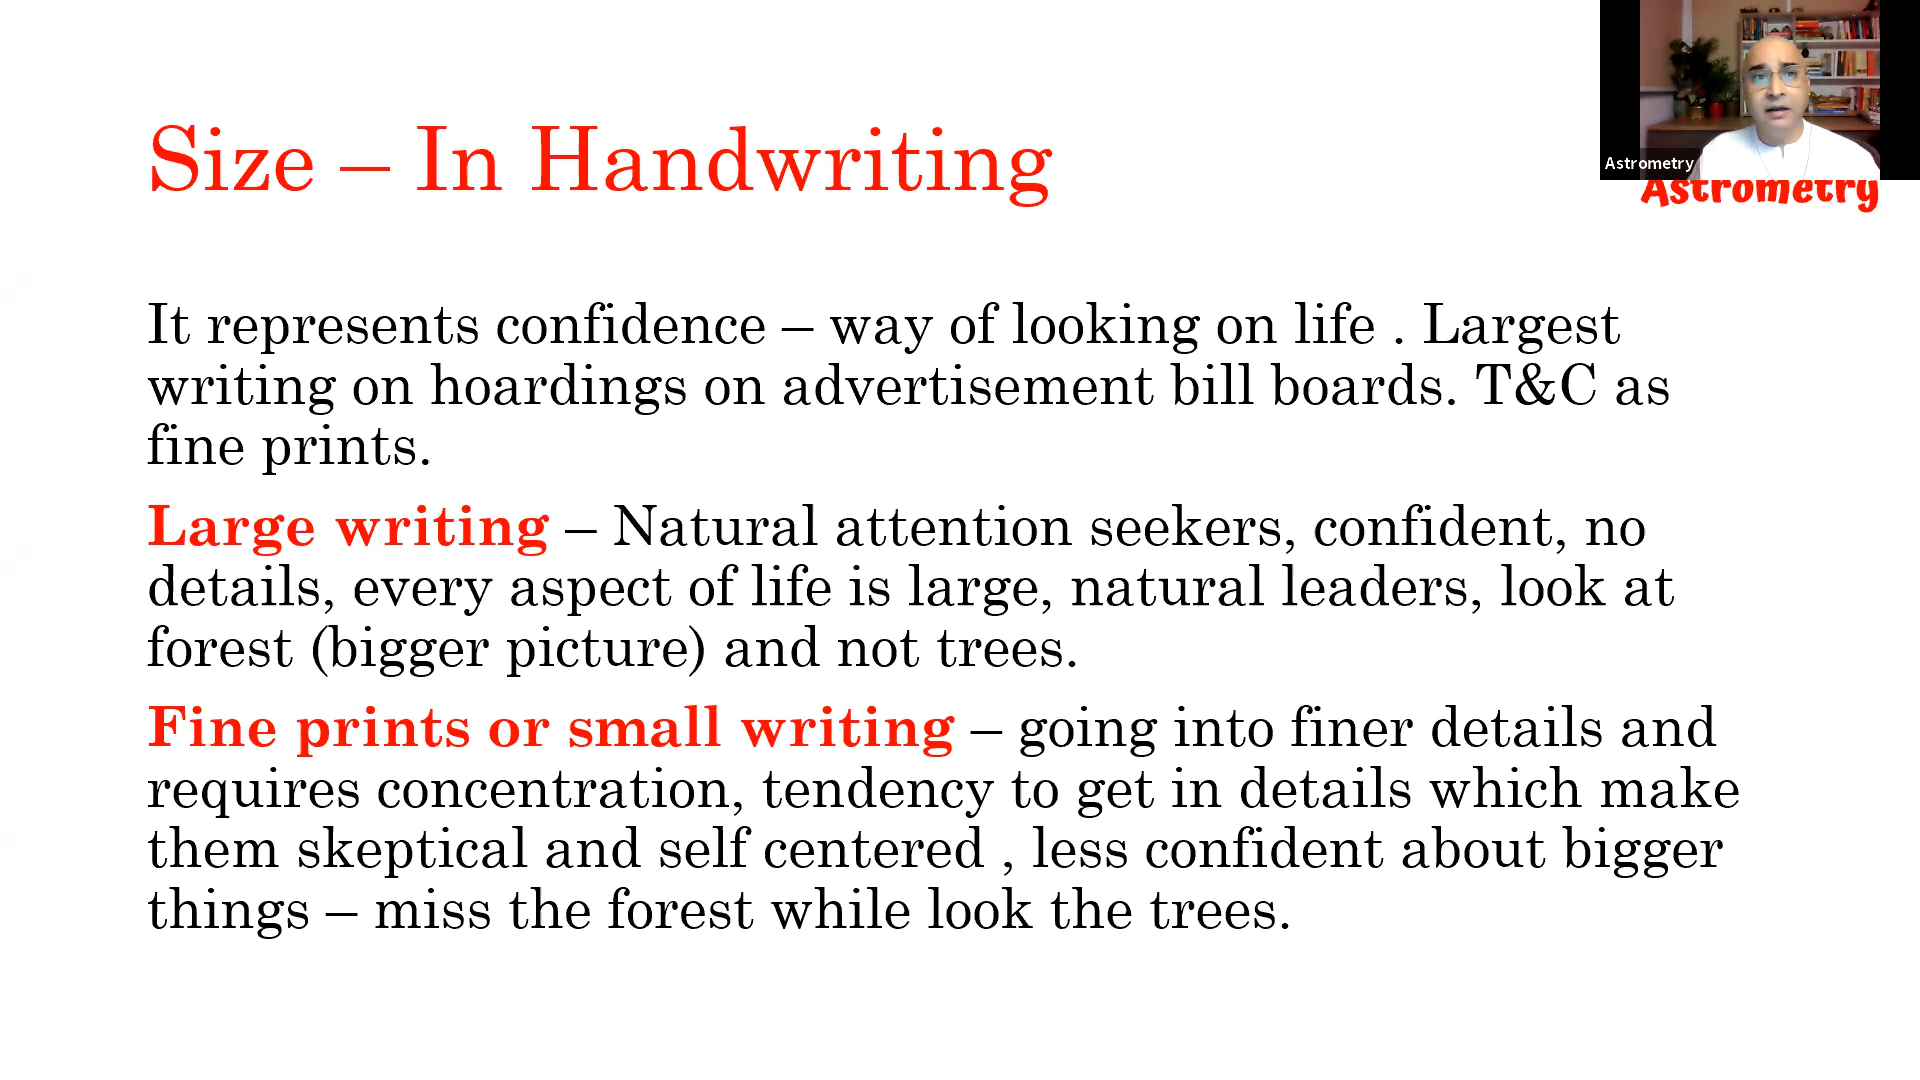 Size – In Handwriting
Astrometry
Astrometry
It represents confidence – way of looking on life . Largest
writing on hoardings on advertisement bill boards. T&C as
fine prints.
Large writing – Natural attention seekers, confident, no
details, every aspect of life is large, natural leaders, look at
forest (bigger picture) and not trees.
Fine prints or small writing – going into finer details and
requires concentration, tendency to get in details which make
them skeptical and self centered , less confident about bigger
things – miss the forest while look the trees.